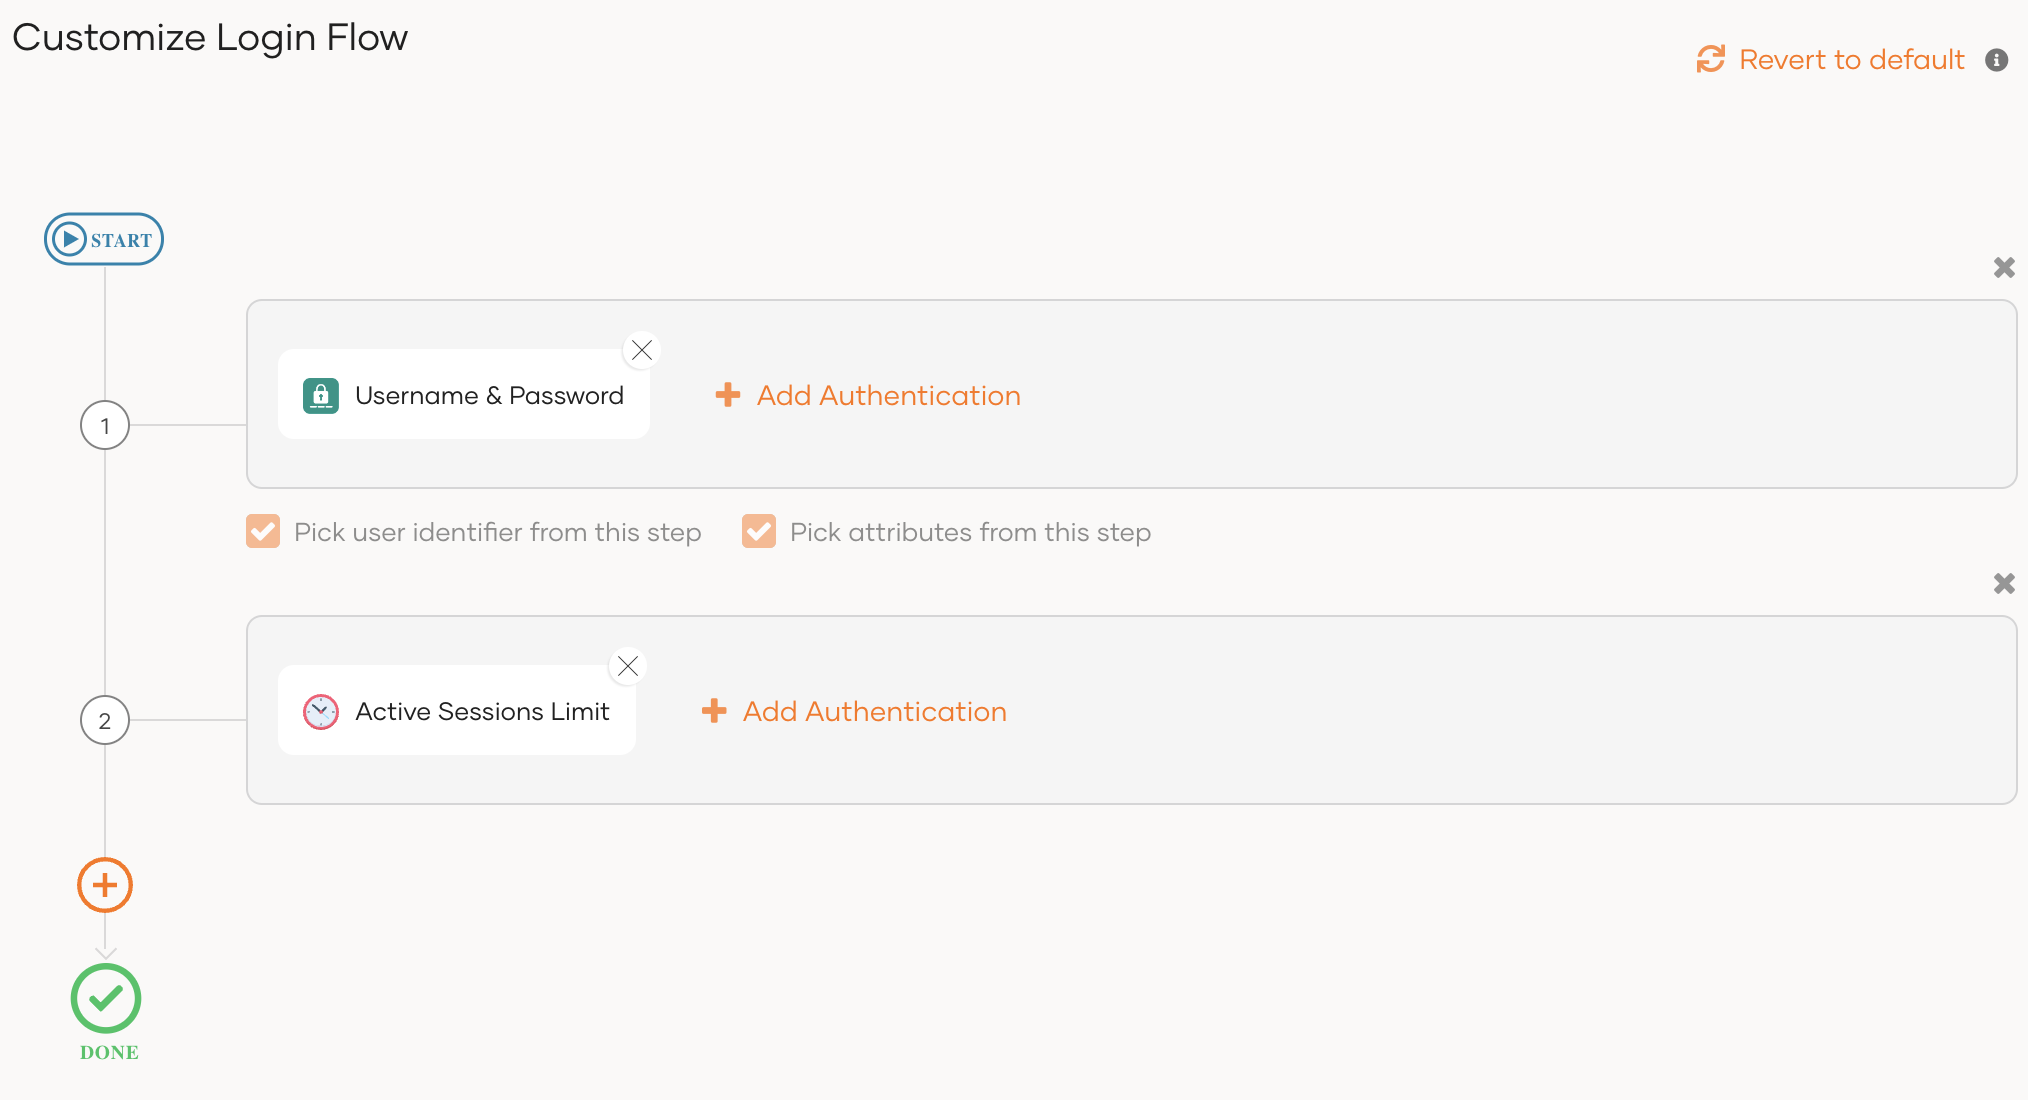 Customize Login Flow
Revert to default
START
1
Username & Password
Add Authentication
Pick user identifier from this step
Pick attributes from this step
2
Active Sessions Limit
Add Authentication
DONE